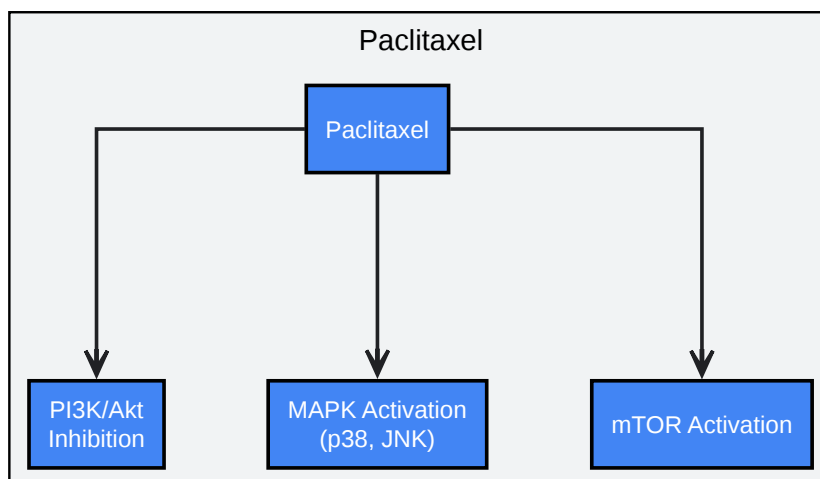 Paclitaxel
Paclitaxel
PI3K/Akt
Inhibition
MAPK Activation
(p38, JNK)
mTOR Activation